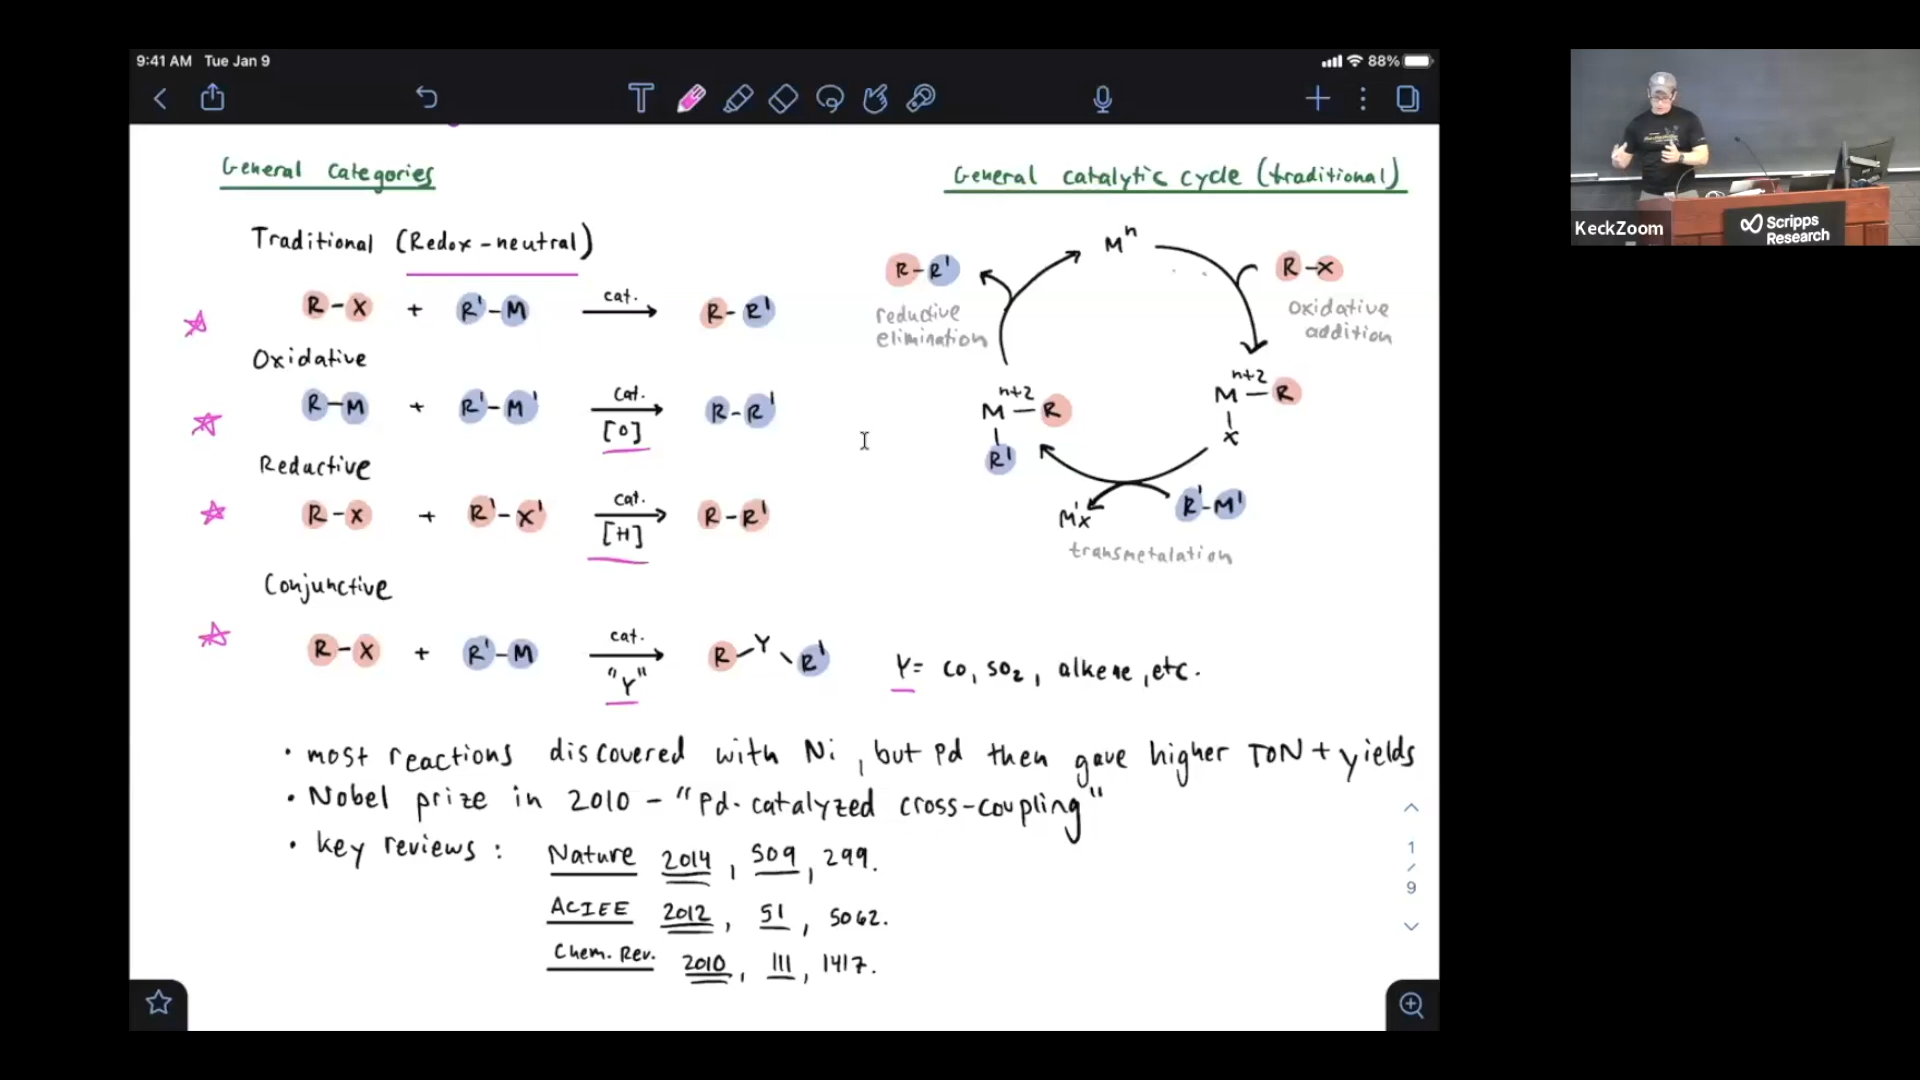 9:41 AM Tue Jan 9
88%
General Categories
Traditional (Redox-neutral)
R-X + R'-M cat. R-R'
Oxidative
R-M + R'-M' cat. [O] R-R'
Reductive
R-X + R'-X' cat. [H] R-R'
Conjunctive
R-X + R'-M cat. "Y" R-Y-R'
Y= CO, SO₂, alkene, etc.
General catalytic cycle (traditional)
Mⁿ
R-X
oxidative
addition
n+2
M-R
X
R'-M'
M'X
transmetalation
n+2
M-R
R'
R-R'
reductive
elimination
• most reactions discovered with Ni, but Pd then gave higher TON + yields
• Nobel prize in 2010 - "Pd-catalyzed cross-coupling"
• key reviews: Nature 2014, 509, 299.
ACIEE 2012, 51, 5062.
Chem. Rev. 2010, 111, 1417.
1
/
9
KeckZoom
Scripps
Research